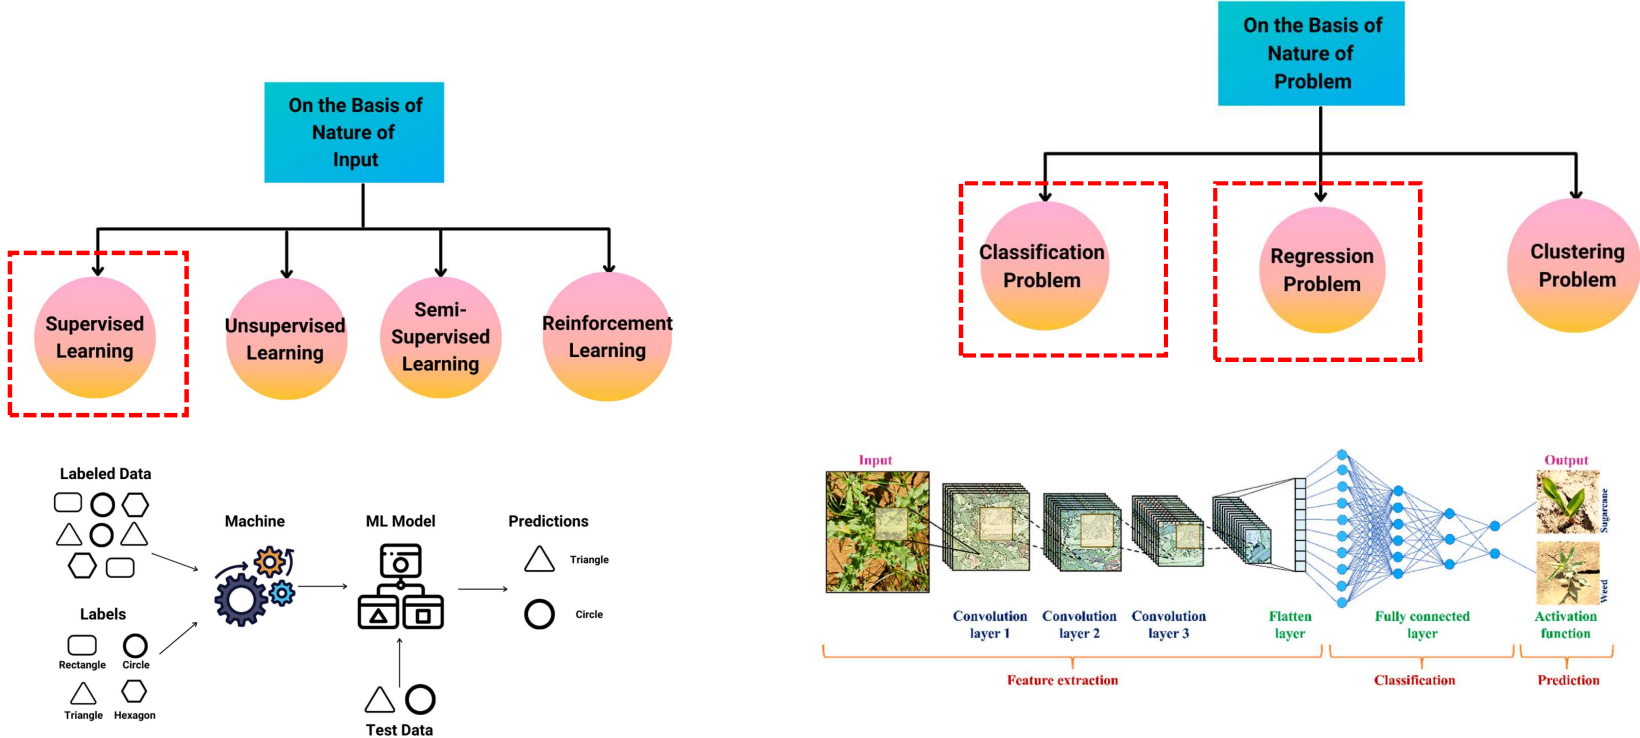 On the Basis of
Nature of
Input
Supervised
Learning
Unsupervised
Learning
Semi-
Supervised
Learning
Reinforcement
Learning
On the Basis of
Nature of
Problem
Classification
Problem
Regression
Problem
Clustering
Problem
Labeled Data
Machine
ML Model
Predictions
Triangle
Circle
Labels
Rectangle
Circle
Triangle
Hexagon
Test Data
Input
Output
Sugarcane
Weed
Convolution
layer 1
Convolution
layer 2
Convolution
layer 3
Flatten
layer
Fully connected
layer
Activation
function
Feature extraction
Classification
Prediction